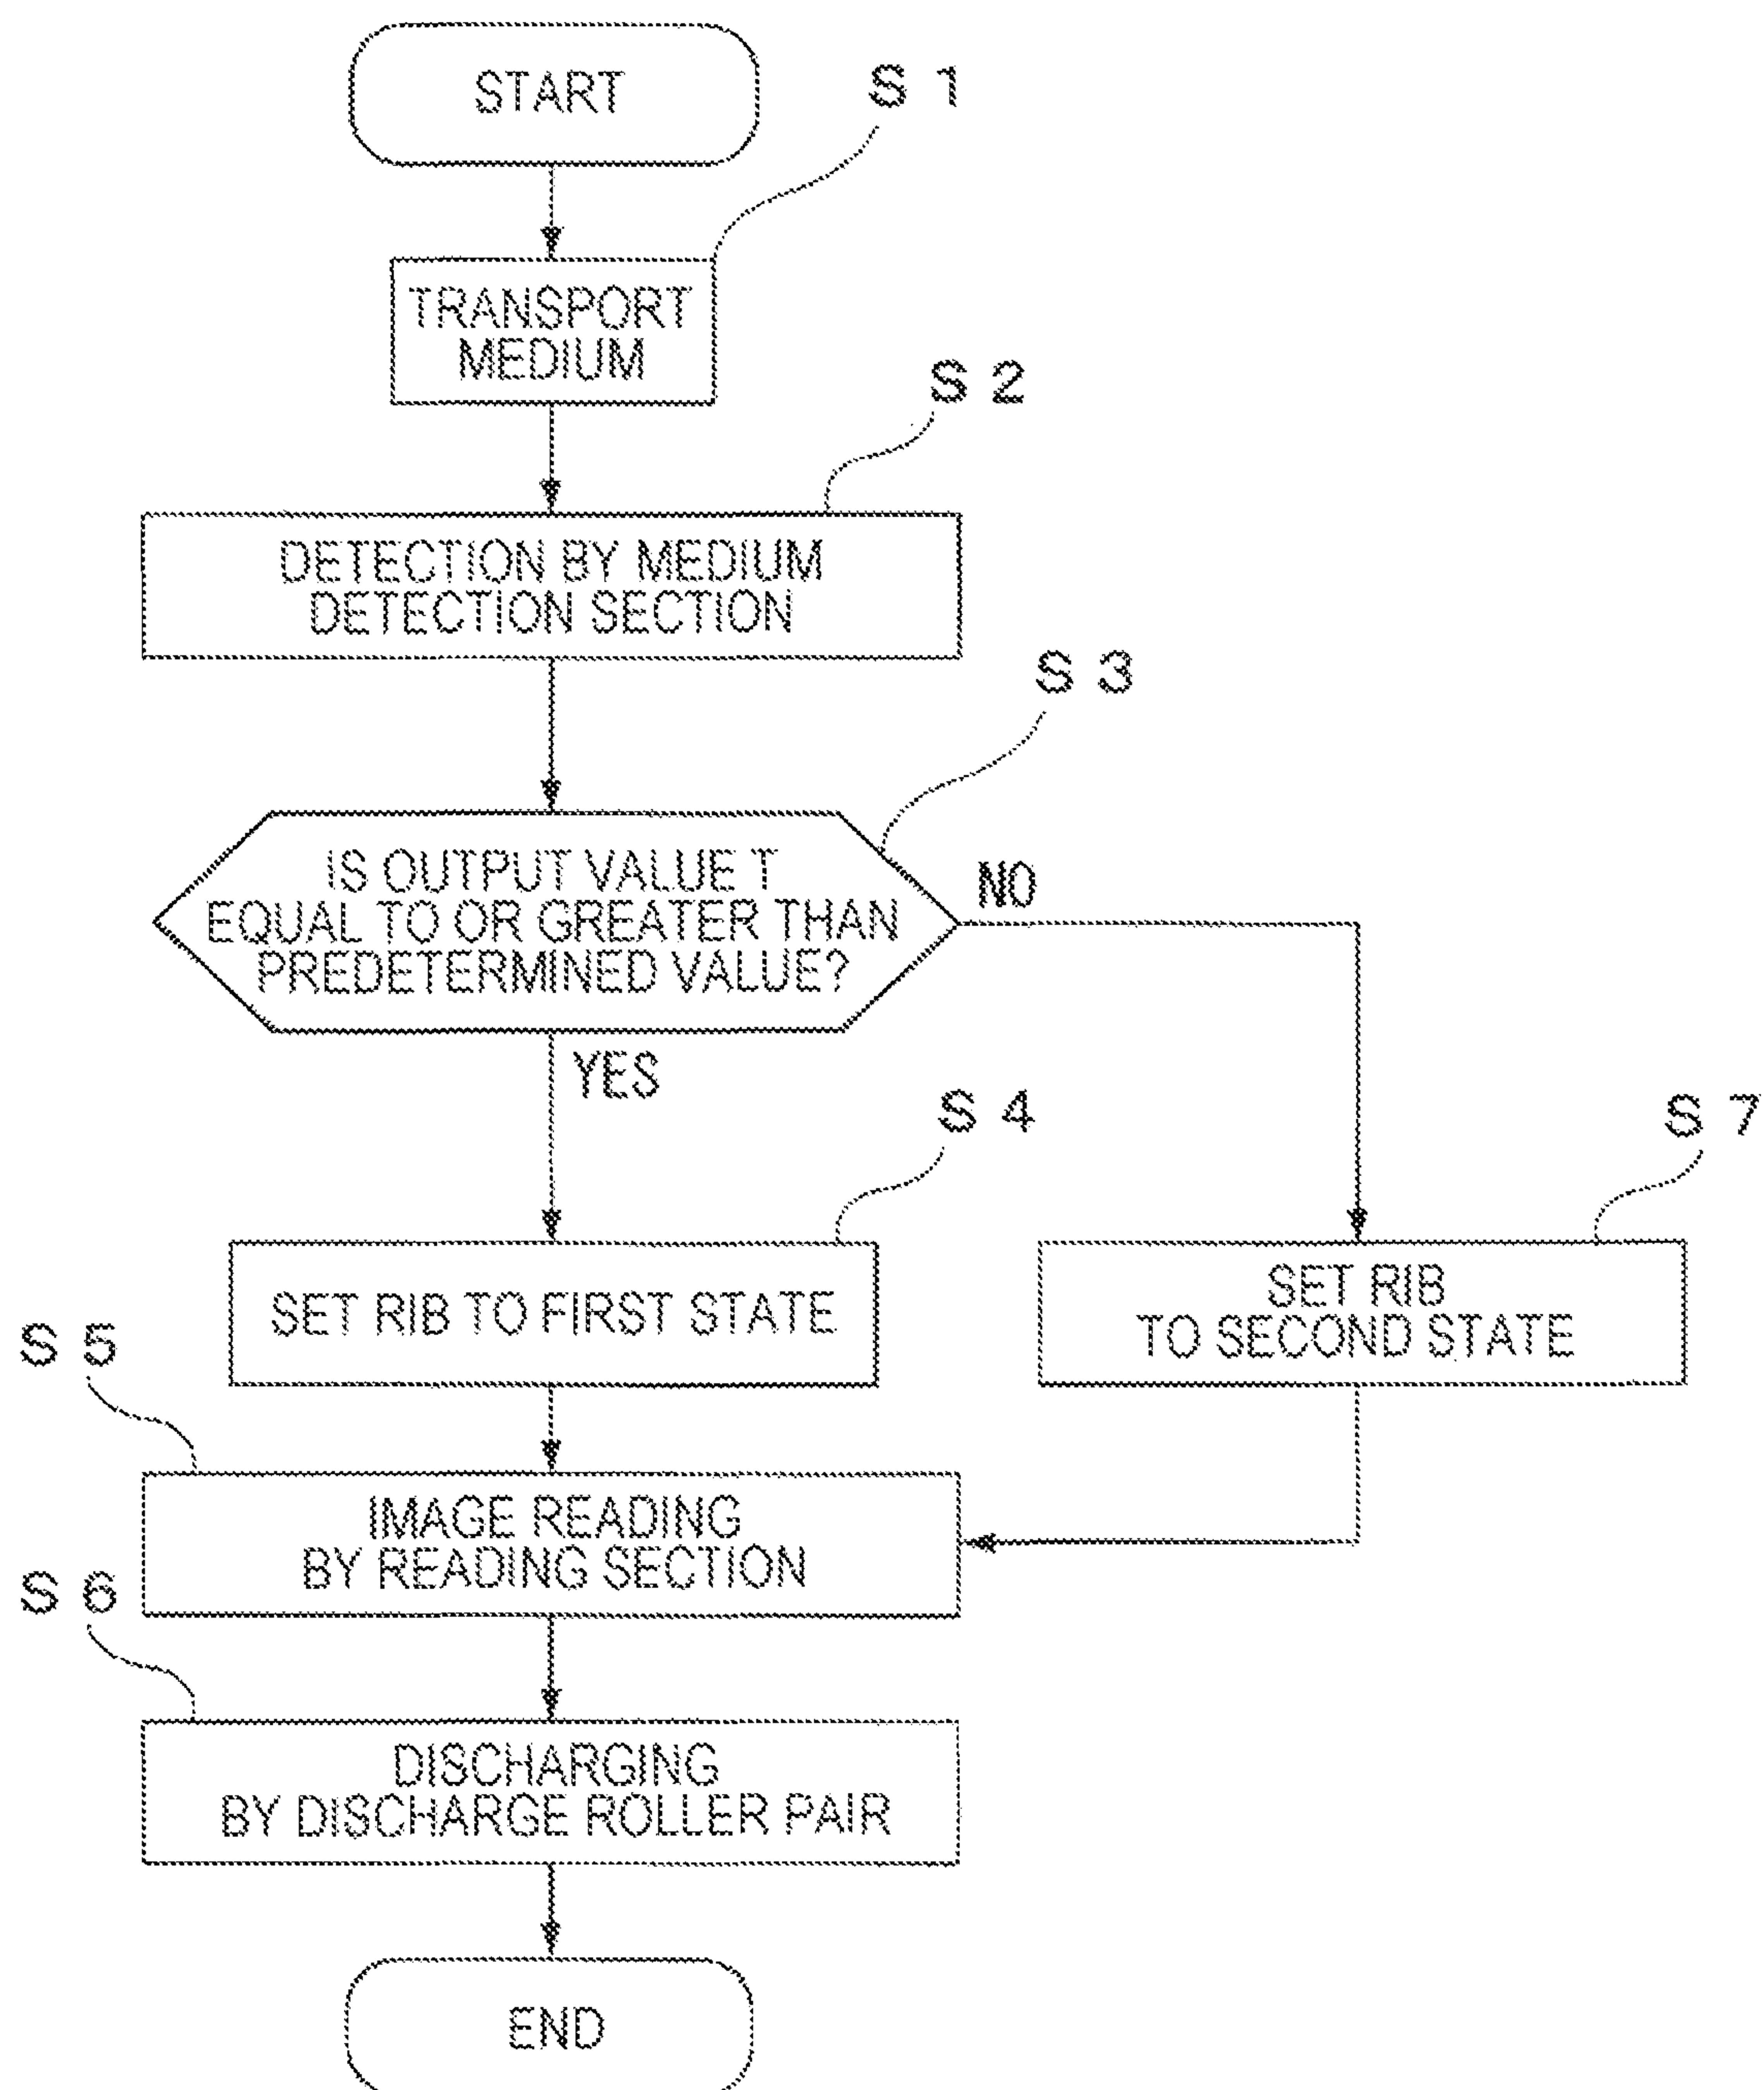 START
S 1
TRANSPORT
MEDIUM
S 2
DETECTION BY MEDIUM
DETECTION SECTION
S 3
IS OUTPUT VALUE T
EQUAL TO OR GREATER THAN
PREDETERMINED VALUE?
NO
YES
S 4
SET RIB TO FIRST STATE
S 7
SET RIB
TO SECOND STATE
S 5
IMAGE READING
BY READING SECTION
S 6
DISCHARGING
BY DISCHARGE ROLLER PAIR
END